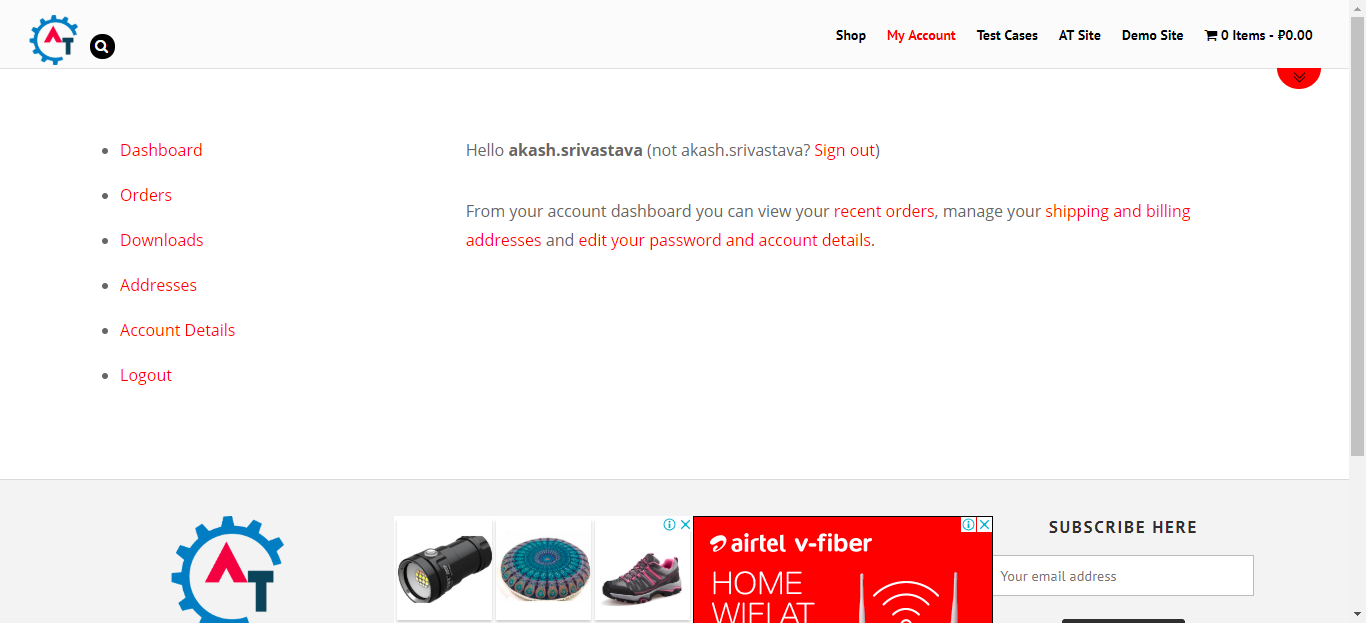 AT
Shop
My Account
Test Cases
AT Site
Demo Site
0 Items - ₽0.00
Dashboard
Orders
Downloads
Addresses
Account Details
Logout
Hello akash.srivastava (not akash.srivastava? Sign out)
From your account dashboard you can view your recent orders, manage your shipping and billing
addresses and edit your password and account details.
AT
airtel v-fiber
HOME
WIFI AT
SUBSCRIBE HERE
Your email address